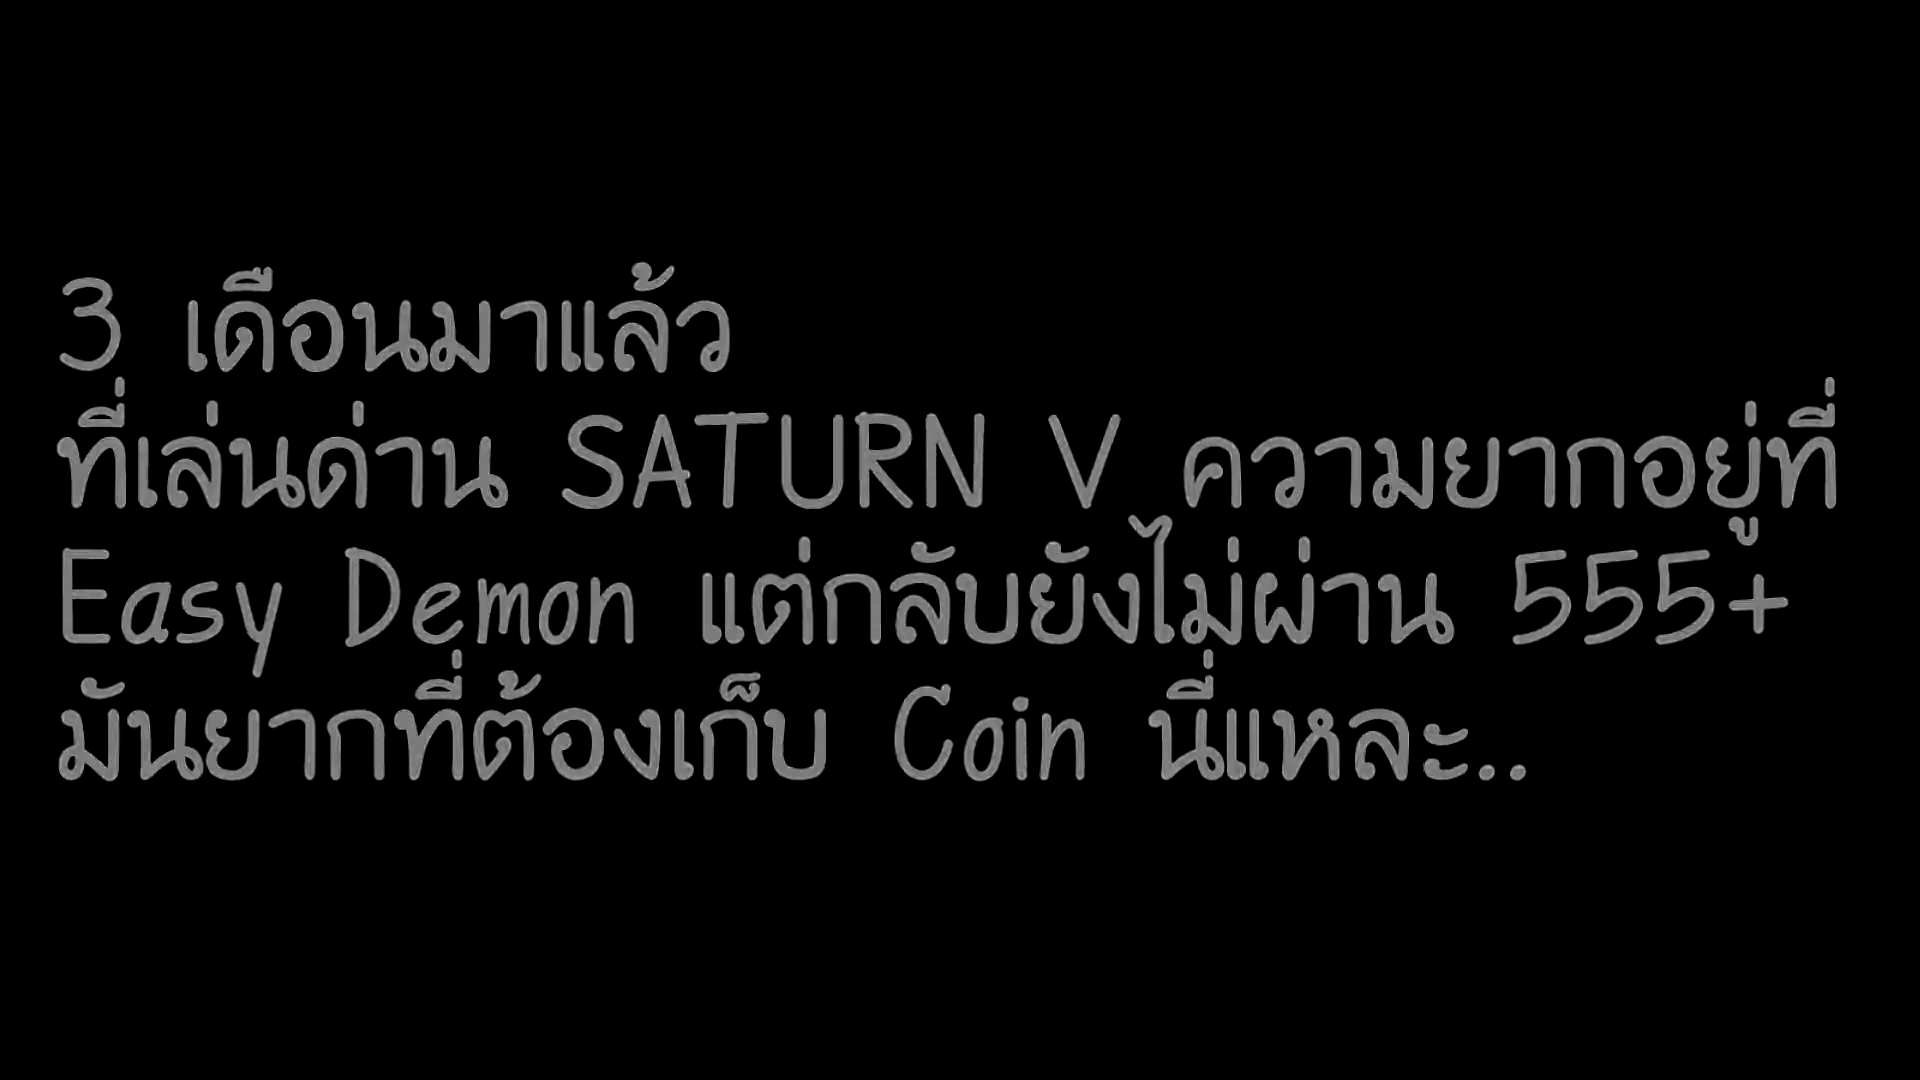 3 เดือนมาแล้ว
ที่เล่นด่าน SATURN V ความยากอยู่ที่
Easy Demon แต่กลับยังไม่ผ่าน 555+
มันยากที่ต้องเก็บ Coin นี่แหละ..